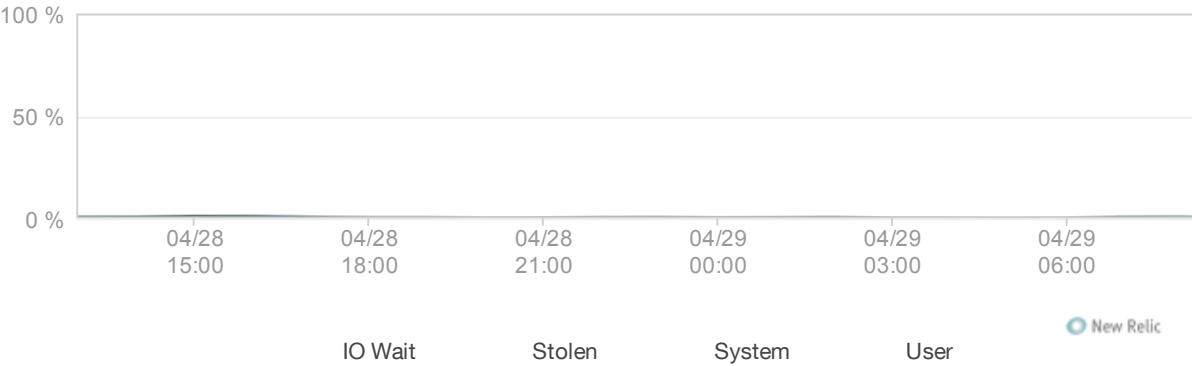 100 %
50 %
0 %
04/28 04/28 04/28 04/29 04/29 04/29
15:00 18:00 21:00 00:00 03:00 06:00
New Relic
IO Wait Stolen System User